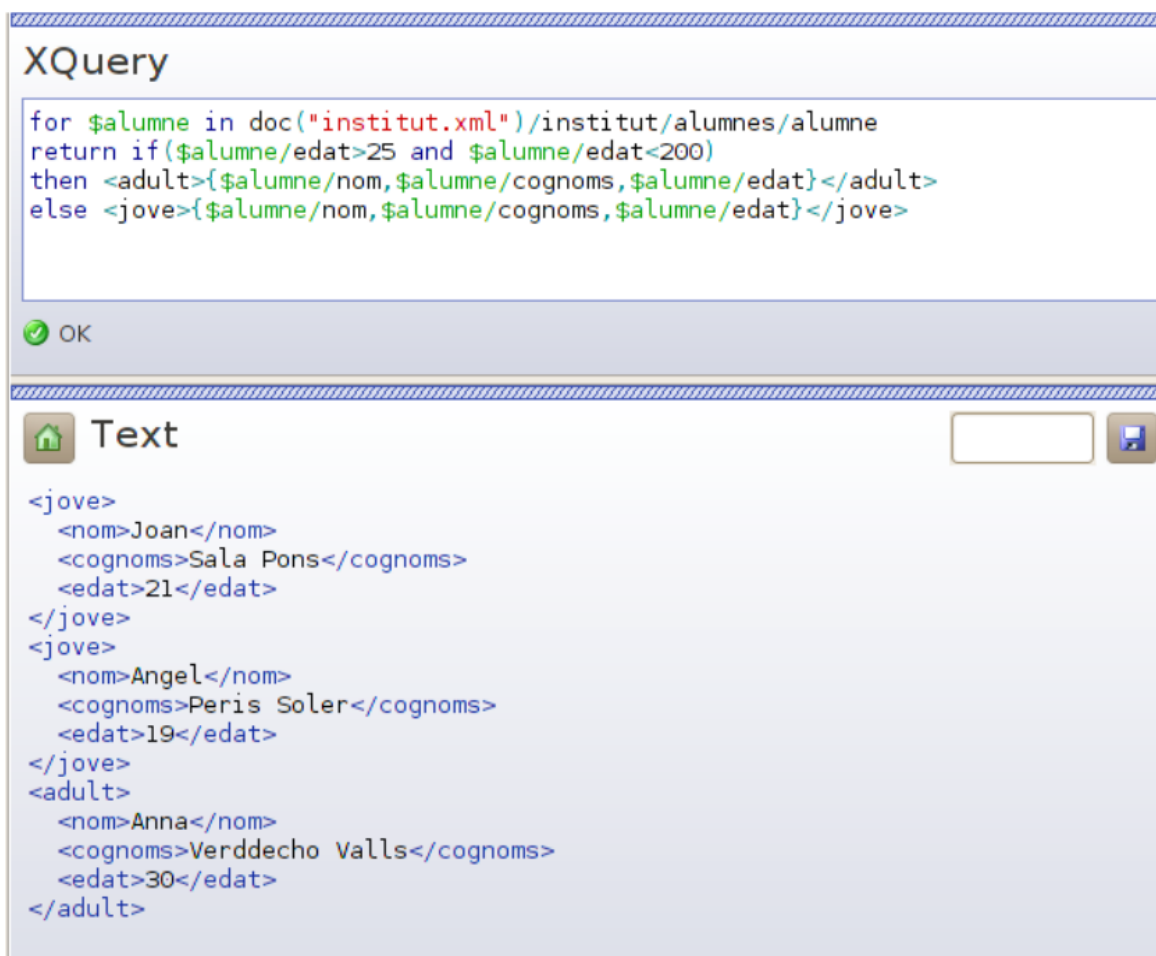 XQuery
for $alumne in doc("institut.xml")/institut/alumnes/alumne
return if($alumne/edat>25 and $alumne/edat<200)
then <adult>{$alumne/nom,$alumne/cognoms,$alumne/edat}</adult>
else <jove>{$alumne/nom,$alumne/cognoms,$alumne/edat}</jove>
OK
Text
<jove>
  <nom>Joan</nom>
  <cognoms>Sala Pons</cognoms>
  <edat>21</edat>
</jove>
<jove>
  <nom>Angel</nom>
  <cognoms>Peris Soler</cognoms>
  <edat>19</edat>
</jove>
<adult>
  <nom>Anna</nom>
  <cognoms>Verddecho Valls</cognoms>
  <edat>30</edat>
</adult>